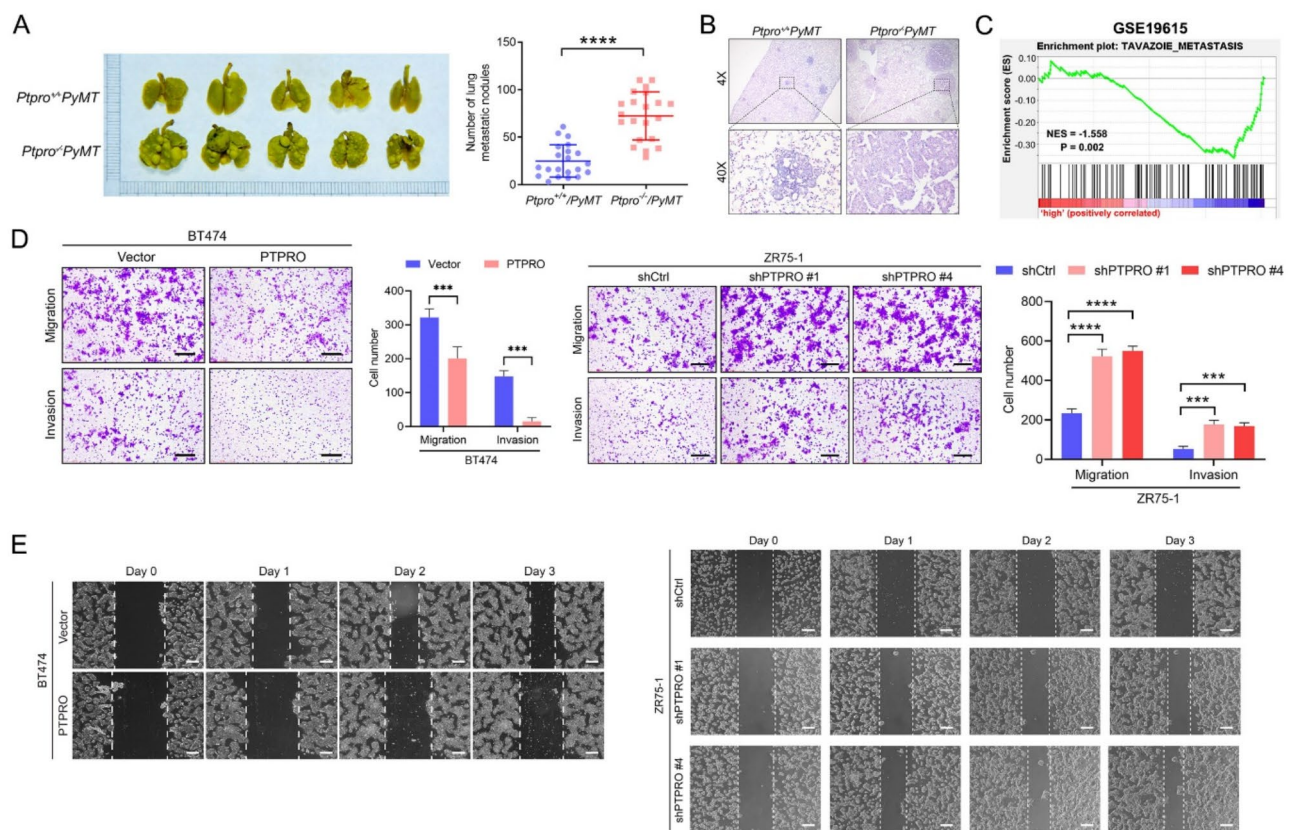 A
Ptpro+/+PyMT
Ptpro-/-PyMT
****
Number of lung
metastatic nodules
150
100
50
0
Ptpro+/+/PyMT
Ptpro-/-/PyMT
B
Ptpro+/+PyMT
Ptpro-/-PyMT
4X
40X
C
GSE19615
Enrichment plot: TAVAZOIE_METASTASIS
Enrichment score (ES)
0.10
0.00
-0.10
-0.20
-0.30
NES = -1.558
P = 0.002
'high' (positively correlated)
D
BT474
Vector
PTPRO
Migration
Invasion
Vector
PTPRO
Cell number
400
300
200
100
0
***
***
Migration
Invasion
BT474
ZR75-1
shCtrl
shPTPRO #1
shPTPRO #4
Migration
Invasion
shCtrl
shPTPRO #1
shPTPRO #4
Cell number
800
600
400
200
0
****
****
***
***
Migration
Invasion
ZR75-1
E
Day 0
Day 1
Day 2
Day 3
BT474
Vector
PTPRO
Day 0
Day 1
Day 2
Day 3
ZR75-1
shCtrl
shPTPRO #1
shPTPRO #4